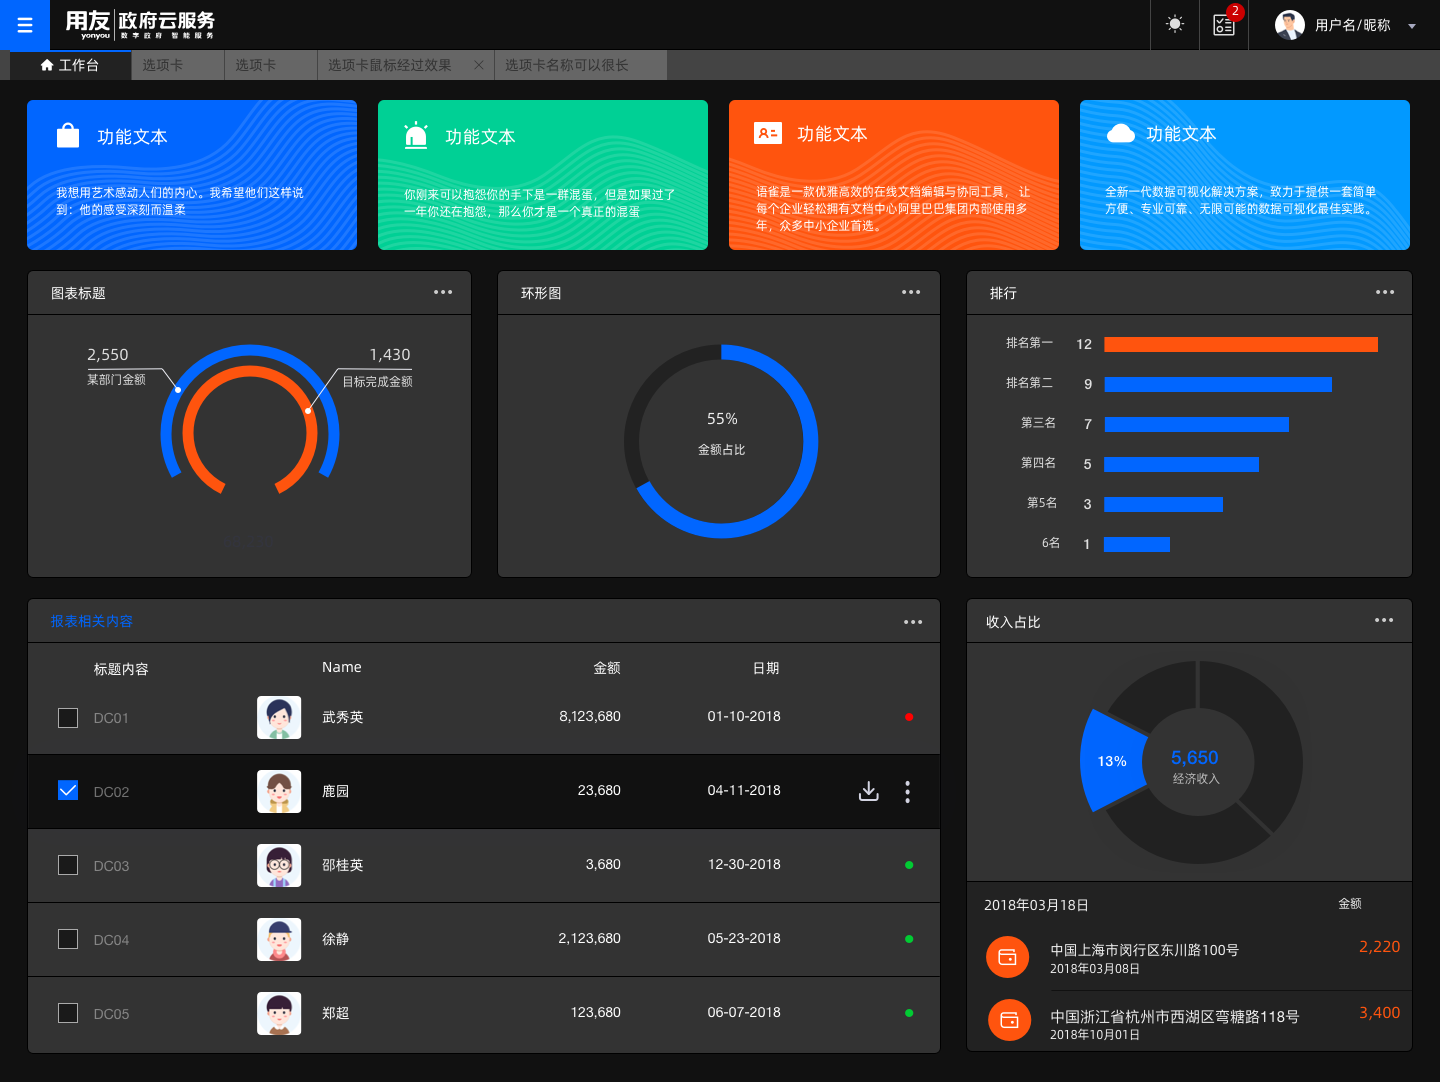 用友 yonyou 政府云服务
数字政府 智能服务
2
用户名/昵称
工作台
选项卡
选项卡
选项卡鼠标经过效果
选项卡名称可以很长
功能文本
我想用艺术感动人们的内心。我希望他们这样说
到：他的感受深刻而温柔
功能文本
你刚来可以抱怨你的手下是一群混蛋，但是如果过了
一年你还在抱怨，那么你才是一个真正的混蛋
功能文本
语雀是一款优雅高效的在线文档编辑与协同工具， 让
每个企业轻松拥有文档中心阿里巴巴集团内部使用多
年，众多中小企业首选。
功能文本
全新一代数据可视化解决方案，致力于提供一套简单
方便、专业可靠、无限可能的数据可视化最佳实践。
图表标题
2,550
某部门金额
1,430
目标完成金额
环形图
55%
金额占比
排行
排名第一 12
排名第二 9
第三名 7
第四名 5
第5名 3
6名 1
报表相关内容
标题内容 Name 金额 日期
DC01 武秀英 8,123,680 01-10-2018
DC02 鹿园 23,680 04-11-2018
DC03 邵桂英 3,680 12-30-2018
DC04 徐静 2,123,680 05-23-2018
DC05 郑超 123,680 06-07-2018
收入占比
13%
5,650
经济收入
2018年03月18日 金额
中国上海市闵行区东川路100号 2,220
2018年03月08日
中国浙江省杭州市西湖区弯糖路118号 3,400
2018年10月01日